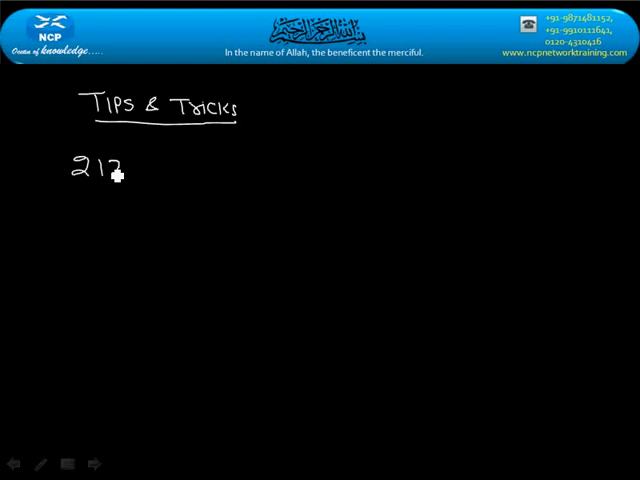 NCP
Ocean of knowledge.....
بسم الله الرحمن الرحيم
In the name of Allah, the beneficent the merciful.
+91-9871481152,
+91-9910111641,
0120-4310416
www.ncpnetworktraining.com
Tips & Tricks
21